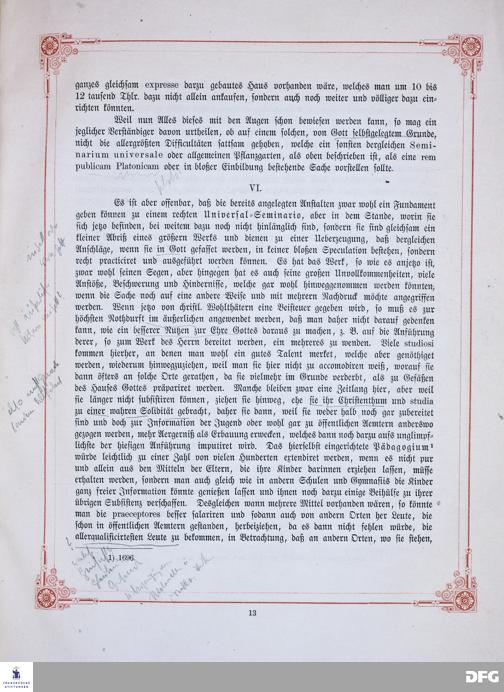 ganzes gleichsam expresse darzu gebautes Haus vorhanden wäre, welches man um 10 bis
12 tausend Thlr. dazu nicht allein ankaufen, sondern auch noch weiter und völliger dazu ein-
richten könnten.
Weil nun Alles dieses mit den Augen schon bewiesen werden kann, so mag ein
jeglicher Verständiger davon urtheilen, ob auf einem solchen, von Gott selbstgelegtem Grunde,
nicht die allergrößten Difficultäten sattsam gehoben, welche ein sonsten dergleichen Semi-
narium universale oder allgemeinen Pflanzgarten, als oben beschrieben ist, als eine rem
publicam Platonicam oder in bloßer Einbildung bestehende Sache vorstellen sollte.
VI.
Es ist aber offenbar, daß die bereits angelegten Anstalten zwar wohl ein Fundament
geben können zu einem rechten Universal-Seminario, aber in dem Stande, worin sie
sich jetzo befinden, bei weitem dazu noch nicht hinlänglich sind, sondern sie sind gleichsam ein
kleiner Abriß eines größern Werks und dienen zu einer Ueberzeugung, daß dergleichen
Anschläge, wenn sie in Gott gefasset werden, in keiner bloßen Speculation bestehen, sondern
recht practiciret und ausgeführt werden können. Es hat das Werk, so wie es anjetzo ist,
zwar wohl seinen Segen, aber hingegen hat es auch seine großen Unvollkommenheiten, viele
Anstöße, Beschwerung und Hindernisse, welche gar wohl hinweggenommen werden könnten,
wenn die Sache noch auf eine andere Weise und mit mehrern Nachdruck möchte angegriffen
werden. Wenn jetzo von christl. Wohlthätern eine Beisteuer gegeben wird, so muß es zur
höchsten Nothdurft im äußerlichen angewendet werden, daß man daher nicht darauf gedenken
kann, wie ein besserer Nutzen zur Ehre Gottes daraus zu machen, z. B. auf die Anführung
derer, so zum Werk des Herrn bereitet werden, ein mehreres zu wenden. Viele studiosi
kommen hierher, an denen man wohl ein gutes Talent merket, welche aber genöthiget
werden, wiederum hinwegzuziehen, weil man sie hier nicht zu accomodiren weiß, worauf sie
dann öfters an solche Orte gerathen, da sie vielmehr im Grunde verderbt, als zu Gefäßen
des Hauses Gottes präpariret werden. Manche bleiben zwar eine Zeitlang hier, aber weil
sie länger nicht subsistiren können, ziehen sie hinweg, ehe sie ihr Christenthum und studia
zu einer wahren Solidität gebracht, daher sie dann, weil sie weder halb noch gar zubereitet
sind und doch zur Information der Jugend oder wohl gar zu öffentlichen Aemtern anderswo
gezogen werden, mehr Aergerniß als Erbauung erwecken, welches dann noch darzu aufs unglimpf-
lichste der hiesigen Anführung imputiret wird. Das hierselbst eingerichtete Pädagogium¹
würde leichtlich zu einer Zahl von vielen Hunderten extendiret werden, wenn es nicht pur
und allein aus den Mitteln der Eltern, die ihre Kinder darinnen erziehen lassen, müsse
erhalten werden, sondern man auch gleich wie in andern Schulen und Gymnasiis die Kinder
ganz freier Information könnte genießen lassen und ihnen noch darzu einige Beihülfe zu ihrer
übrigen Subsistenz verschaffen. Desgleichen wann mehrere Mittel vorhanden wären, so könnte
man die praeceptores besser salariren und sodann auch von andern Orten her Leute, die
schon in öffentlichen Aemtern gestanden, herbeiziehen, da es dann nicht fehlen würde, die
allerqualificirtesten Leute zu bekommen, in Betrachtung, daß an andern Orten, wo sie stehen,
1) 1696.
13
FRANCKESCHE
STIFTUNGEN
DFG